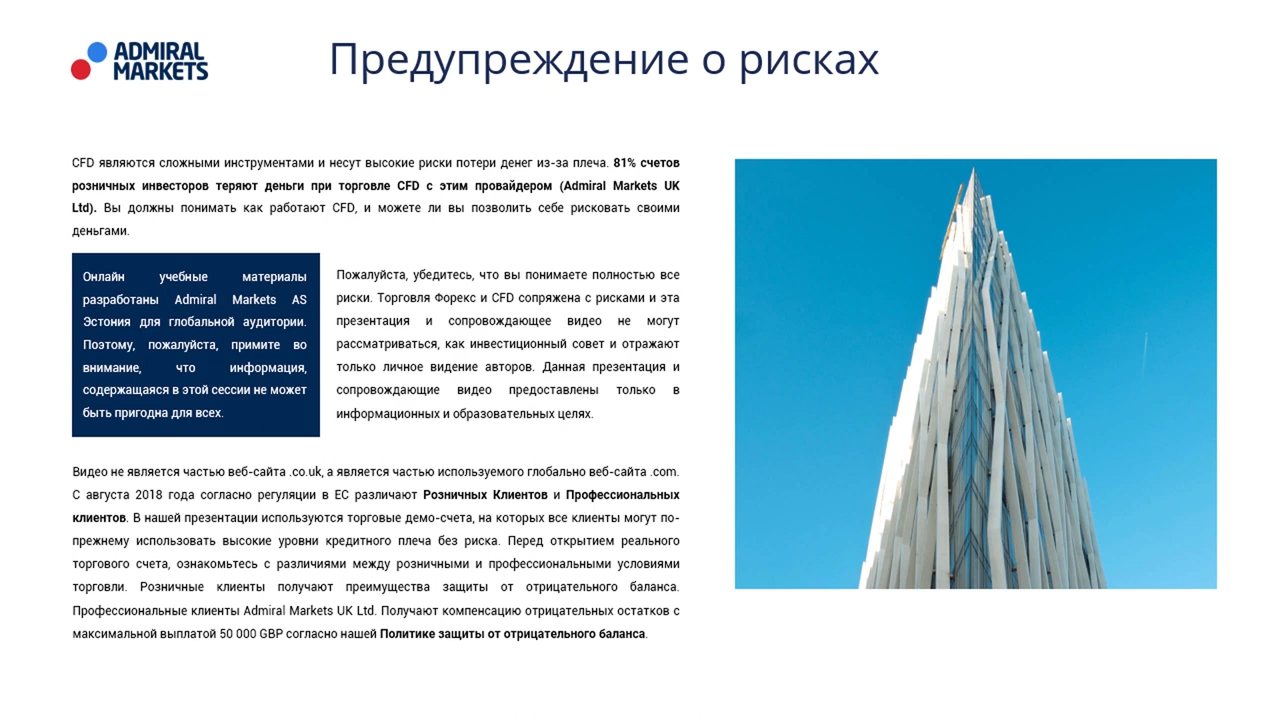 ADMIRAL
MARKETS
Предупреждение о рисках
CFD являются сложными инструментами и несут высокие риски потери денег из-за плеча. 81% счетов
розничных инвесторов теряют деньги при торговле CFD с этим провайдером (Admiral Markets UK
Ltd). Вы должны понимать как работают CFD, и можете ли вы позволить себе рисковать своими
деньгами.
Онлайн учебные материалы
разработаны Admiral Markets AS
Эстония для глобальной аудитории.
Поэтому, пожалуйста, примите во
внимание, что информация,
содержащаяся в этой сессии не может
быть пригодна для всех.
Пожалуйста, убедитесь, что вы понимаете полностью все
риски. Торговля Форекс и CFD сопряжена с рисками и эта
презентация и сопровождающее видео не могут
рассматриваться, как инвестиционный совет и отражают
только личное видение авторов. Данная презентация и
сопровождающие видео предоставлены только в
информационных и образовательных целях.
Видео не является частью веб-сайта .co.uk, а является частью используемого глобально веб-сайта .com.
С августа 2018 года согласно регуляции в ЕС различают Розничных Клиентов и Профессиональных
клиентов. В нашей презентации используются торговые демо-счета, на которых все клиенты могут по-
прежнему использовать высокие уровни кредитного плеча без риска. Перед открытием реального
торгового счета, ознакомьтесь с различиями между розничными и профессиональными условиями
торговли. Розничные клиенты получают преимущества защиты от отрицательного баланса.
Профессиональные клиенты Admiral Markets UK Ltd. Получают компенсацию отрицательных остатков с
максимальной выплатой 50 000 GBP согласно нашей Политике защиты от отрицательного баланса.